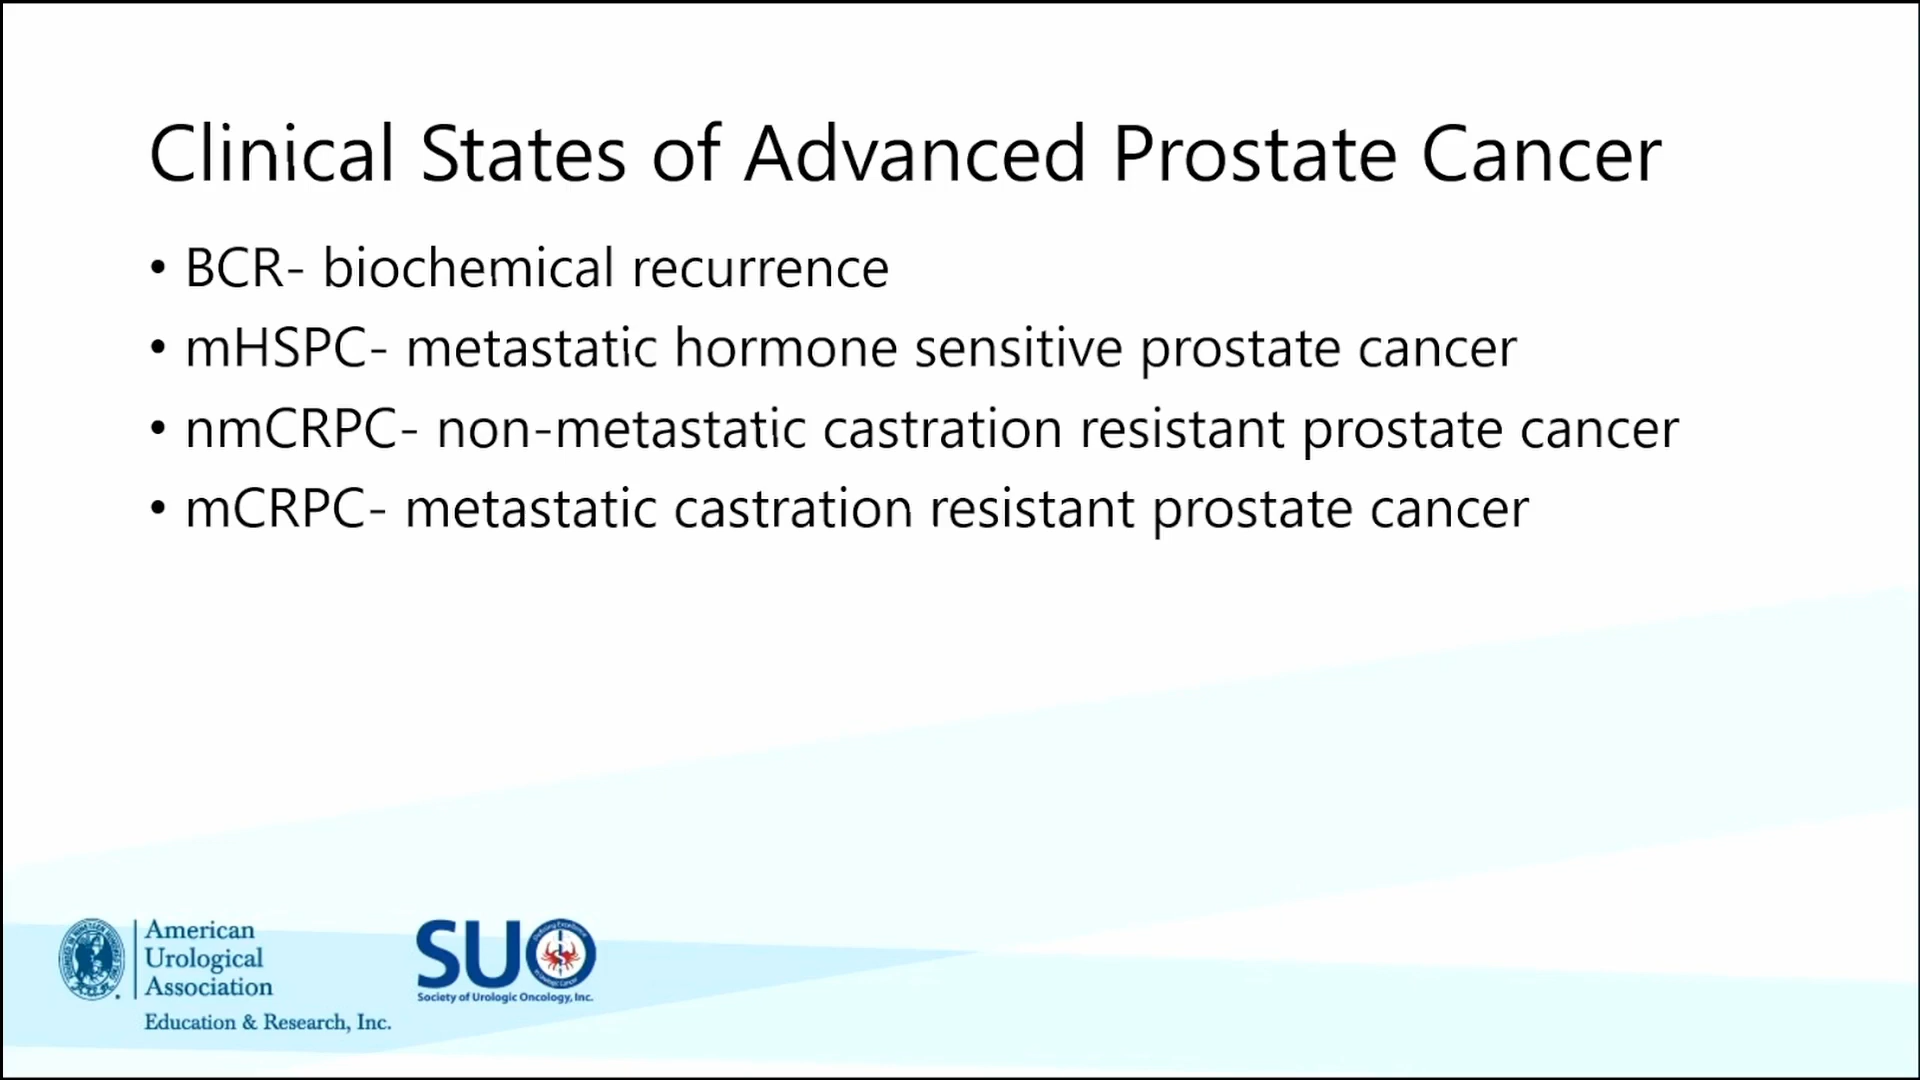 Clinical States of Advanced Prostate Cancer
• BCR- biochemical recurrence
• mHSPC- metastatic hormone sensitive prostate cancer
• nmCRPC- non-metastatic castration resistant prostate cancer
• mCRPC- metastatic castration resistant prostate cancer
American
Urological
Association
Education & Research, Inc.
SUO
Society of Urologic Oncology, Inc.